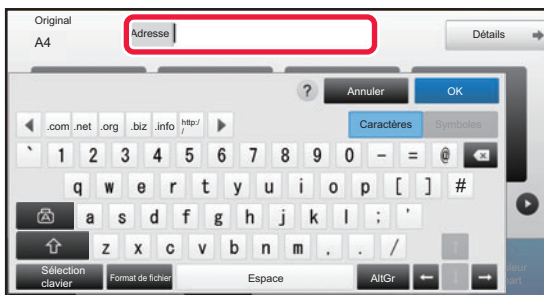 Original
A4
Adresse
Détails
?
Annuler
OK
.com .net .org .biz .info http:/
/
Caractères
Symboles
` 1 2 3 4 5 6 7 8 9 0 - = @
q w e r t y u i o p [ ] #
a s d f g h j k l ; '
z x c v b n m , . /
Sélection
clavier
Format de fichier
Espace
AltGr